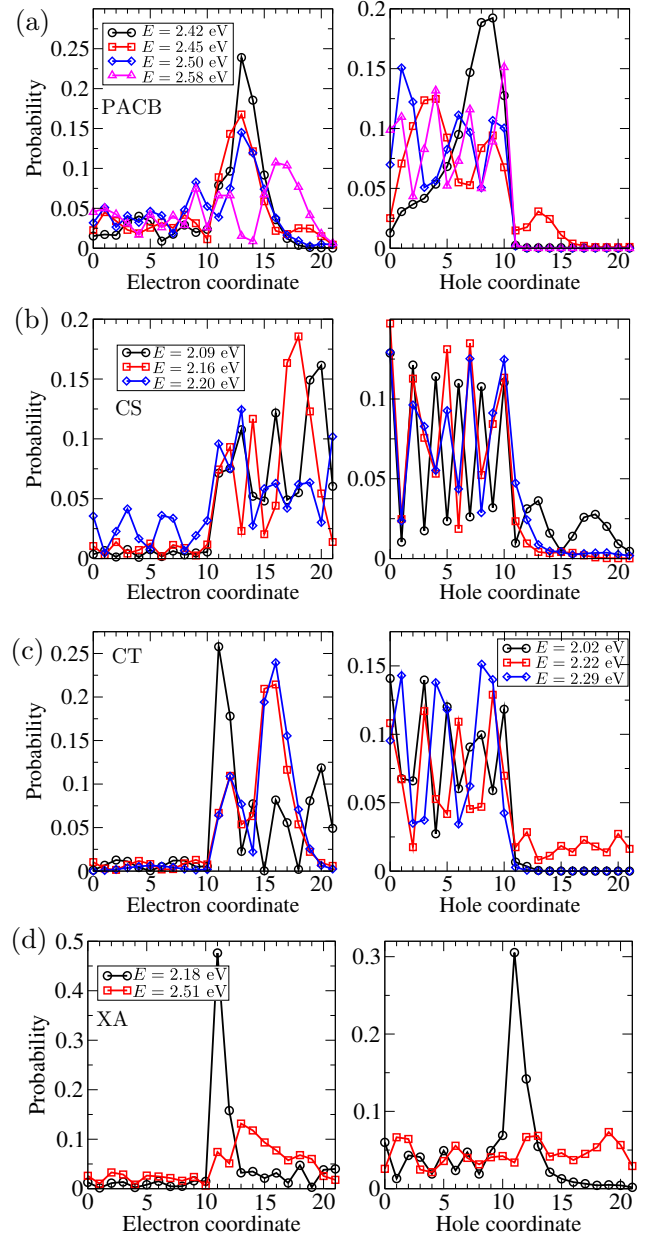 (a)
0.25
0.2
0.15
0.1
0.05
0
Probability
E = 2.42 eV
E = 2.45 eV
E = 2.50 eV
E = 2.58 eV
PACB
0 5 10 15 20
Electron coordinate
0.2
0.15
0.1
0.05
0
0 5 10 15 20
Hole coordinate
(b)
0.2
0.15
0.1
0.05
0
Probability
E = 2.09 eV
E = 2.16 eV
E = 2.20 eV
CS
0 5 10 15 20
Electron coordinate
0.1
0.05
0
0 5 10 15 20
Hole coordinate
(c)
0.25
0.2
0.15
0.1
0.05
0
Probability
CT
0 5 10 15 20
Electron coordinate
0.15
0.1
0.05
0
E = 2.02 eV
E = 2.22 eV
E = 2.29 eV
0 5 10 15 20
Hole coordinate
(d)
0.5
0.4
0.3
0.2
0.1
0
Probability
E = 2.18 eV
E = 2.51 eV
XA
0 5 10 15 20
Electron coordinate
0.3
0.2
0.1
0
0 5 10 15 20
Hole coordinate